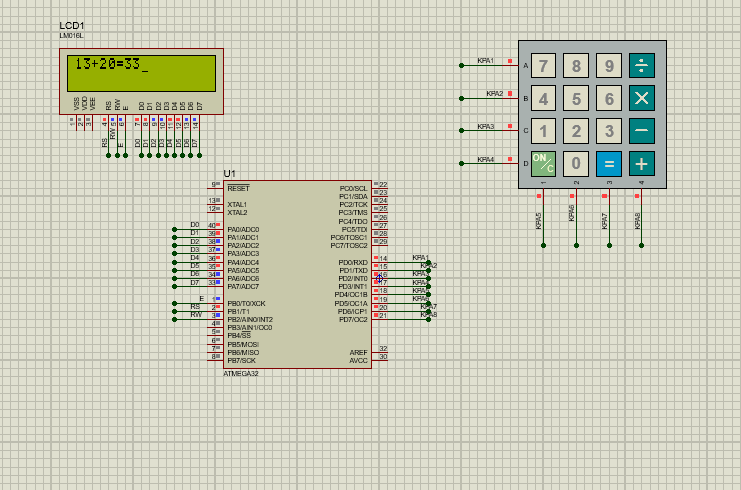 LCD1
LM016L
13+20=33_
VSS VDD VEE RS RW E D0 D1 D2 D3 D4 D5 D6 D7
1 2 3 4 5 6 7 8 9 10 11 12 13 14
RS RW E D0 D1 D2 D3 D4 D5 D6 D7
KPA1 A 7 8 9 ÷
KPA2 B 4 5 6 ×
KPA3 C 1 2 3 −
KPA4 D ON/C 0 = +
1 2 3 4
KPA5 KPA6 KPA7 KPA8
U1
9 RESET PC0/SCL 22
PC1/SDA 23
13 XTAL1 PC2/TCK 24
12 XTAL2 PC3/TMS 25
PC4/TDO 26
D0 40 PA0/ADC0 PC5/TDI 27
D1 39 PA1/ADC1 PC6/TOSC1 28
D2 38 PA2/ADC2 PC7/TOSC2 29
D3 37 PA3/ADC3
D4 36 PA4/ADC4 PD0/RXD 14 KPA1
D5 35 PA5/ADC5 PD1/TXD 15 KPA2
D6 34 PA6/ADC6 PD2/INT0 16
D7 33 PA7/ADC7 PD3/INT1 17
PD4/OC1B 18
E 1 PB0/T0/XCK PD5/OC1A 19
RS 2 PB1/T1 PD6/ICP1 20 KPA7
RW 3 PB2/AIN0/INT2 PD7/OC2 21 KPA8
4 PB3/AIN1/OC0
5 PB4/SS
6 PB5/MOSI
7 PB6/MISO AREF 32
8 PB7/SCK AVCC 30
ATMEGA32